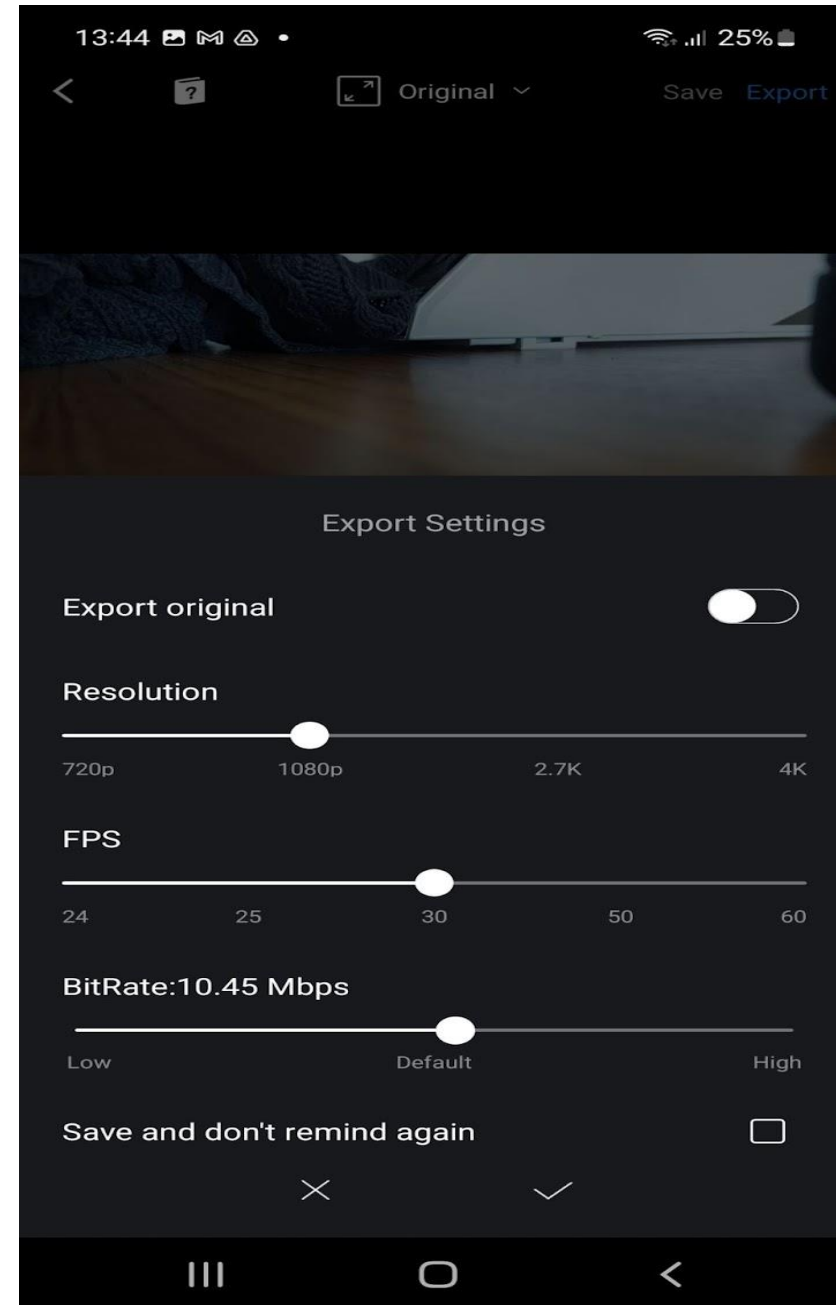 13:44 25%
Original Save Export
Export Settings
Export original
Resolution
720p 1080p 2.7K 4K
FPS
24 25 30 50 60
BitRate:10.45 Mbps
Low Default High
Save and don't remind again